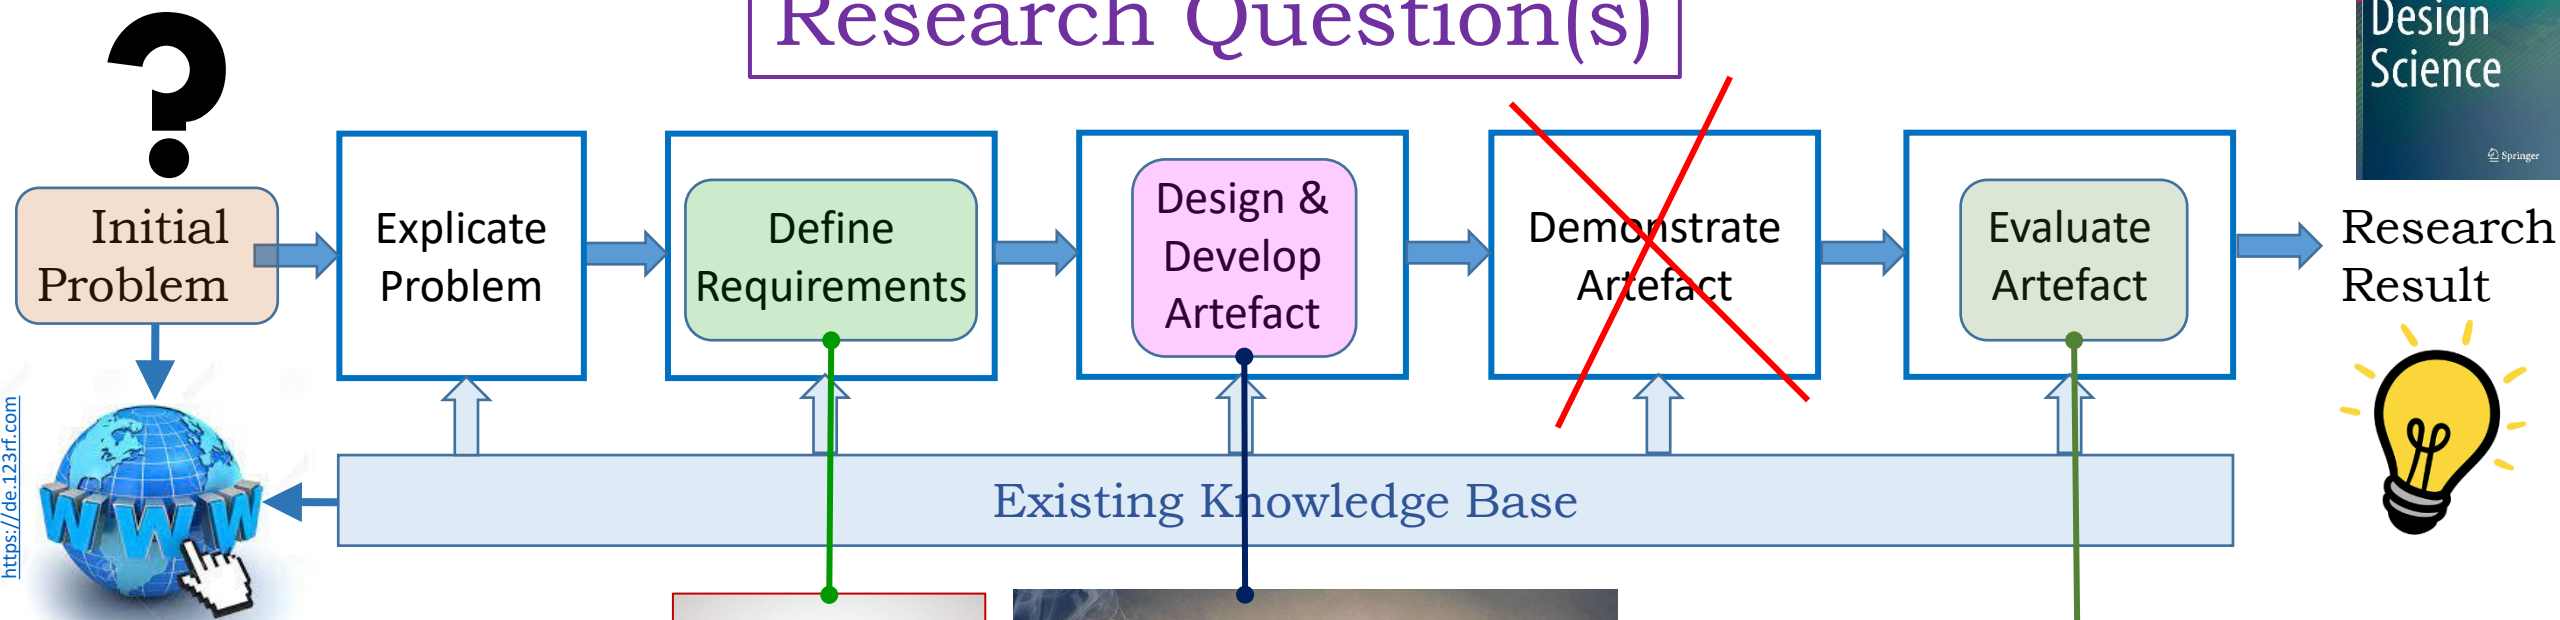 Research Question(s)
Design
Science
Springer
Initial
Problem
Explicate
Problem
Define
Requirements
Design &
Develop
Artefact
Demonstrate
Artefact
Evaluate
Artefact
Research
Result
Existing Knowledge Base
https://de.123rf.com
WWW